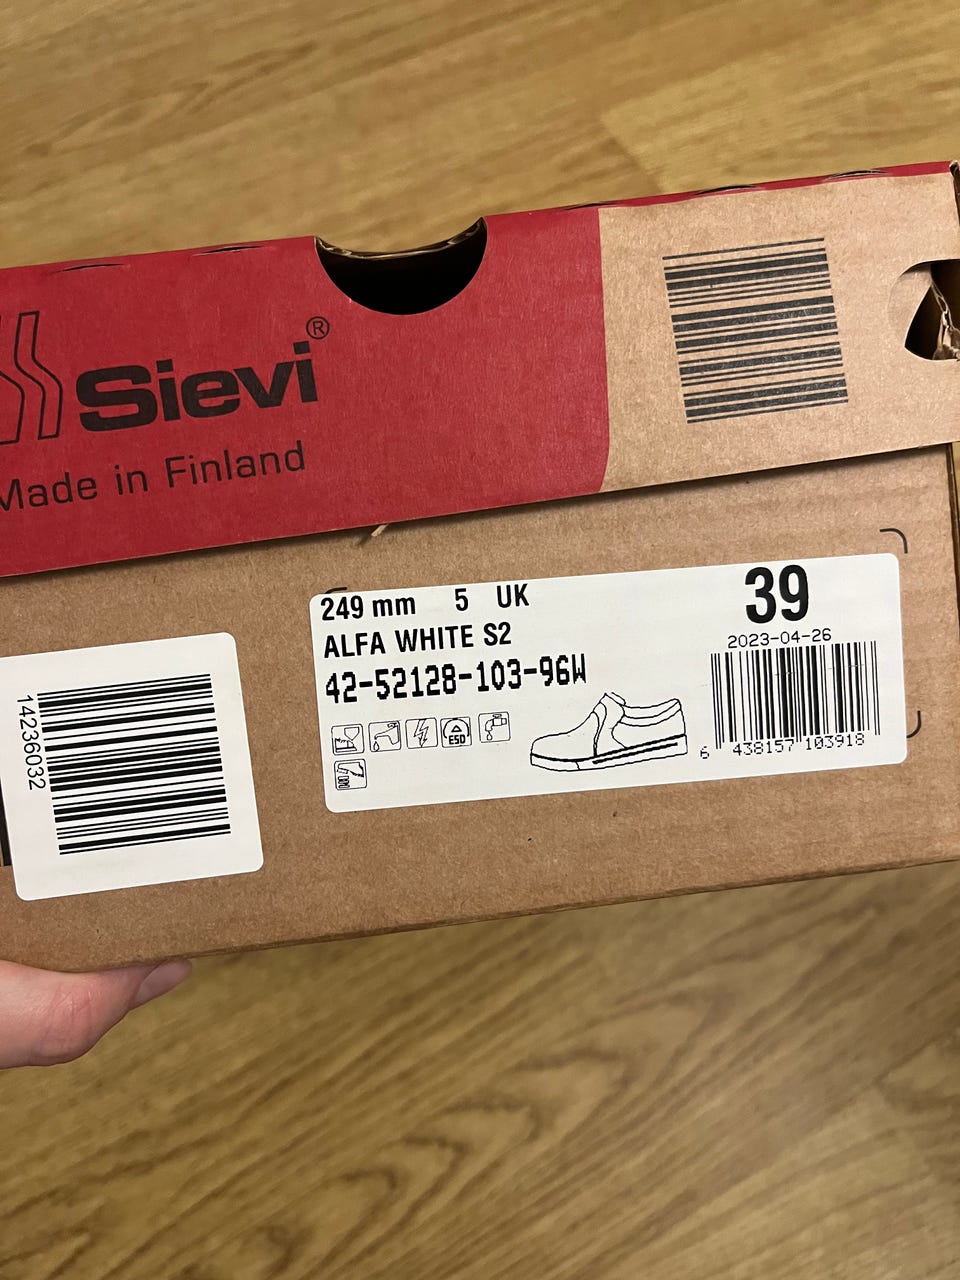 Sievi®
Made in Finland
249 mm 5 UK
ALFA WHITE S2
42-52128-103-96W
ESD
39
2023-04-26
6 438157 103918
14236032